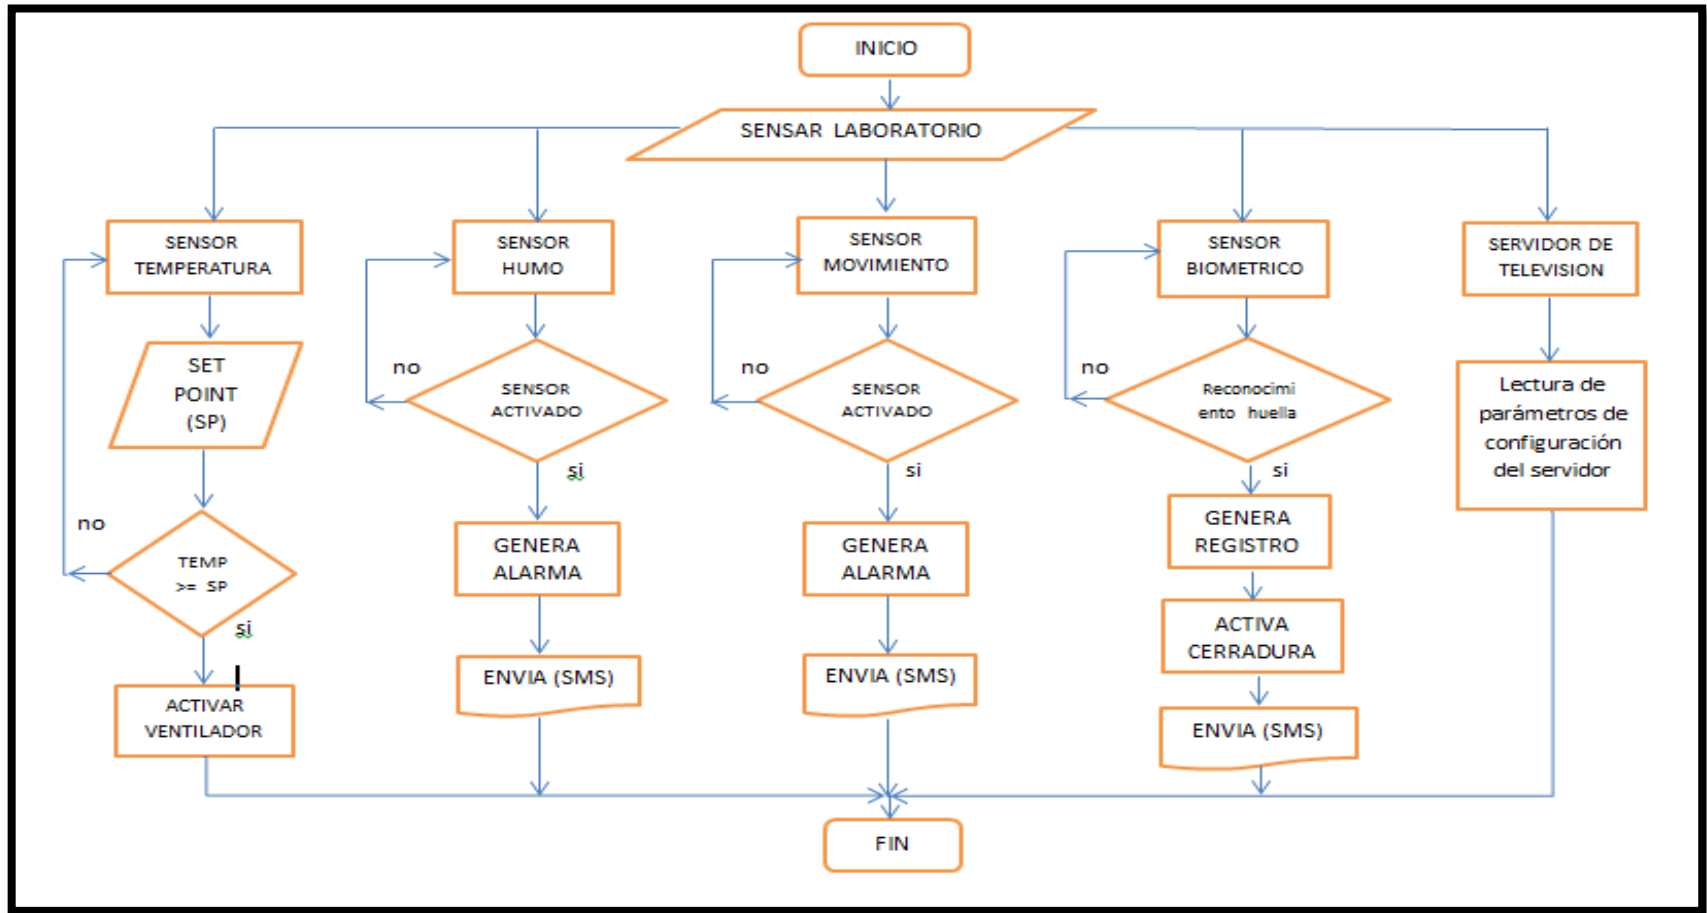 INICIO
SENSAR LABORATORIO
SENSOR
TEMPERATURA
SET
POINT
(SP)
no
TEMP
>= SP
si
ACTIVAR
VENTILADOR
SENSOR
HUMO
no
SENSOR
ACTIVADO
si
GENERA
ALARMA
ENVIA (SMS)
SENSOR
MOVIMIENTO
no
SENSOR
ACTIVADO
si
GENERA
ALARMA
ENVIA (SMS)
SENSOR
BIOMETRICO
no
Reconocimi
ento huella
si
GENERA
REGISTRO
ACTIVA
CERRADURA
ENVIA (SMS)
SERVIDOR DE
TELEVISION
Lectura de
parámetros de
configuración
del servidor
FIN